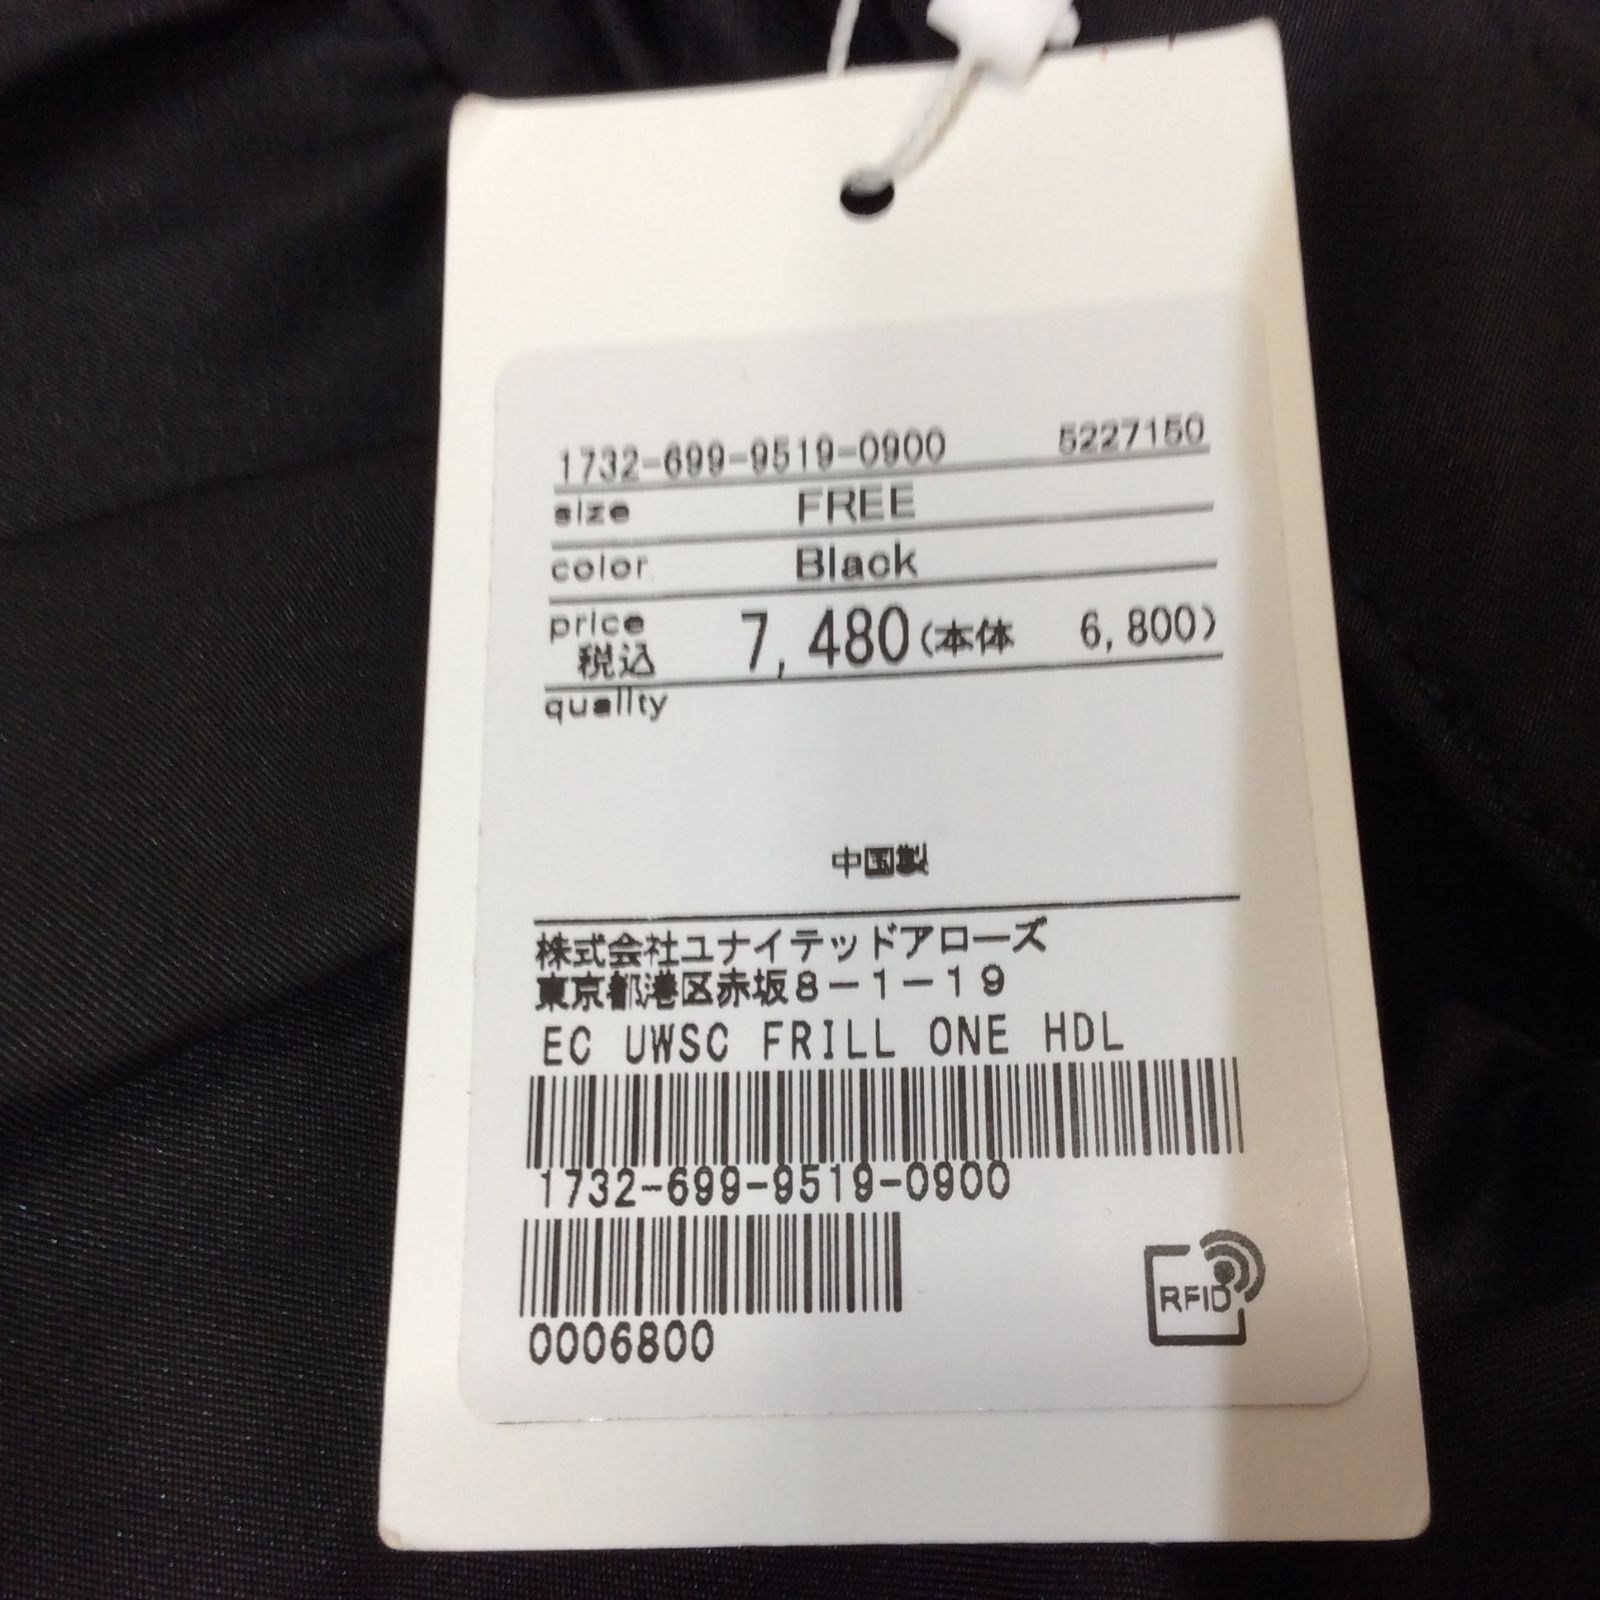 1732-699-9519-0900 5227150
size FREE
color Black
price 税込 7,480(本体 6,800)
quality
中国製
株式会社ユナイテッドアローズ
東京都港区赤坂８－１－１９
EC UWSC FRILL ONE HDL
1732-699-9519-0900
0006800
RFID